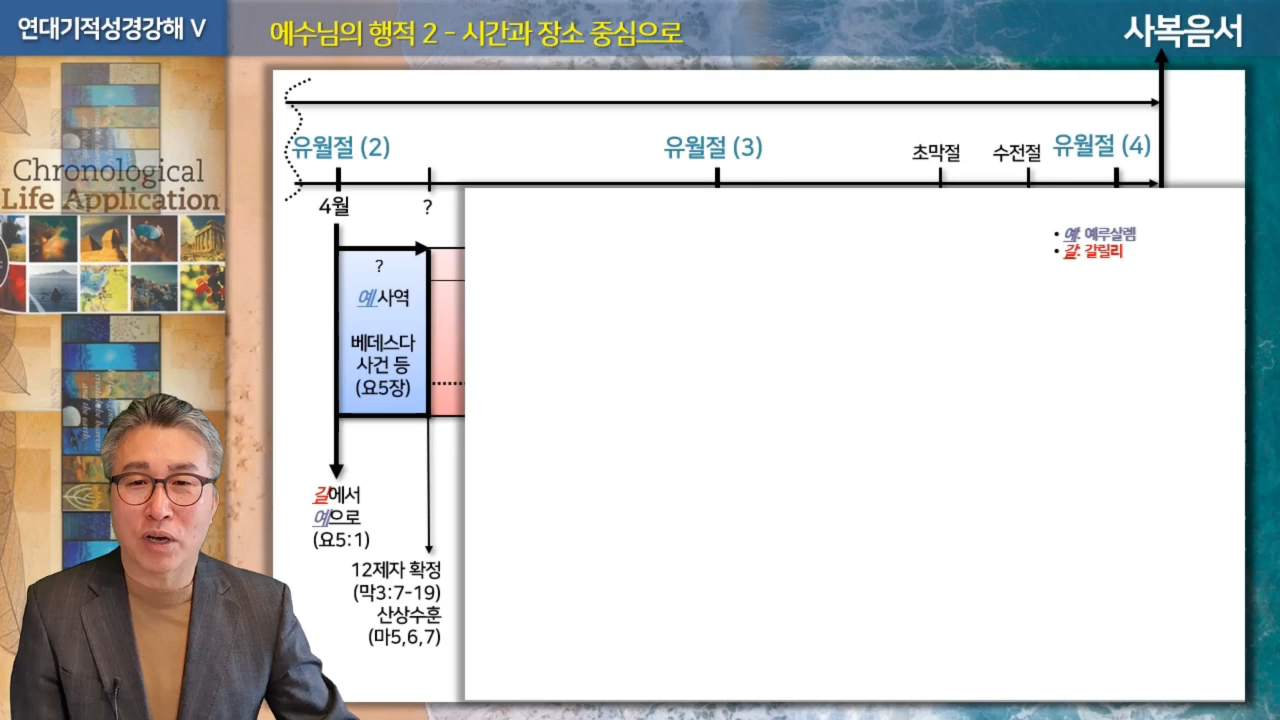 연대기적성경강해 V
예수님의 행적 2 - 시간과 장소 중심으로
사복음서
Chronological
Life Application
유월절 (2)
유월절 (3)
초막절
수전절
유월절 (4)
4월
?
• 예: 예루살렘
• 갈: 갈릴리
?
예 사역
베데스다
사건 등
(요5장)
갈에서
예으로
(요5:1)
12제자 확정
(막3:7-19)
산상수훈
(마5,6,7)